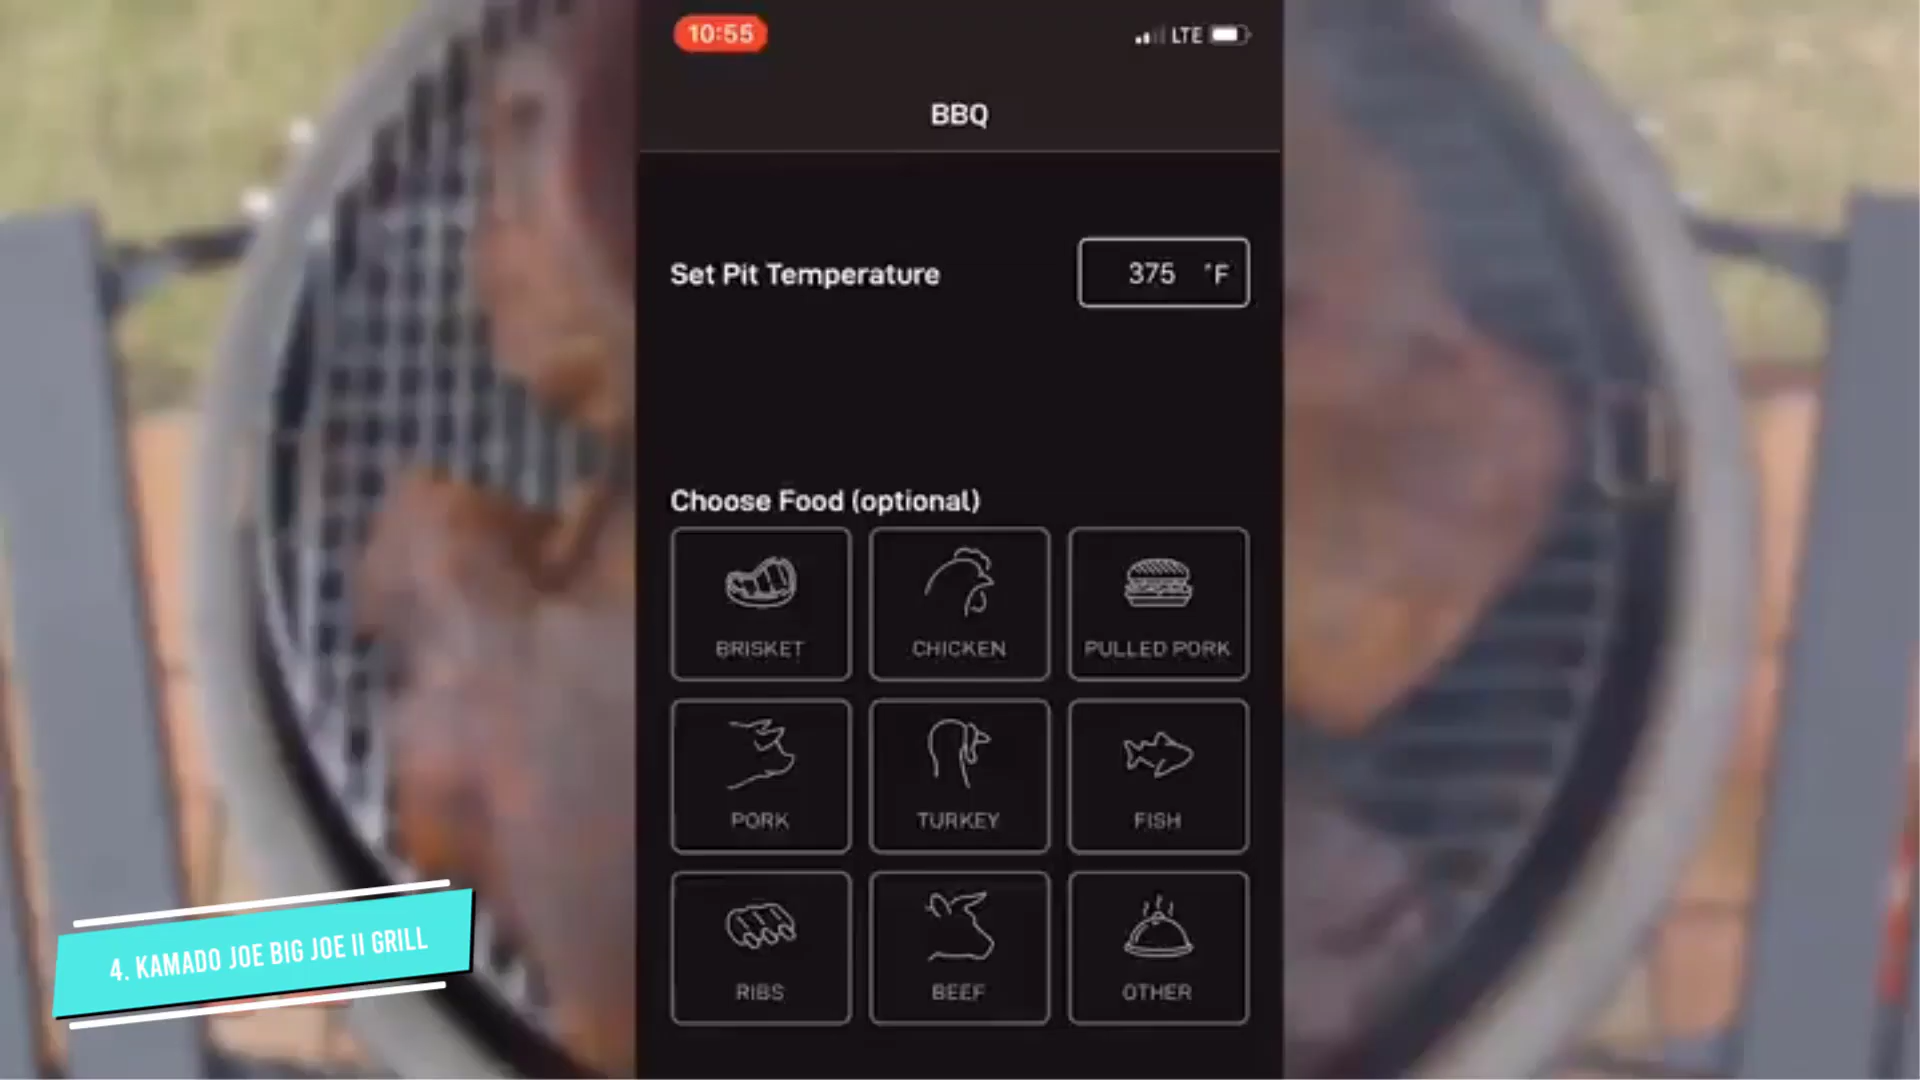 10:55
LTE
BBQ
Set Pit Temperature
375 °F
Choose Food (optional)
BRISKET
CHICKEN
PULLED PORK
PORK
TURKEY
FISH
RIBS
BEEF
OTHER
4. KAMADO JOE BIG JOE II GRILL